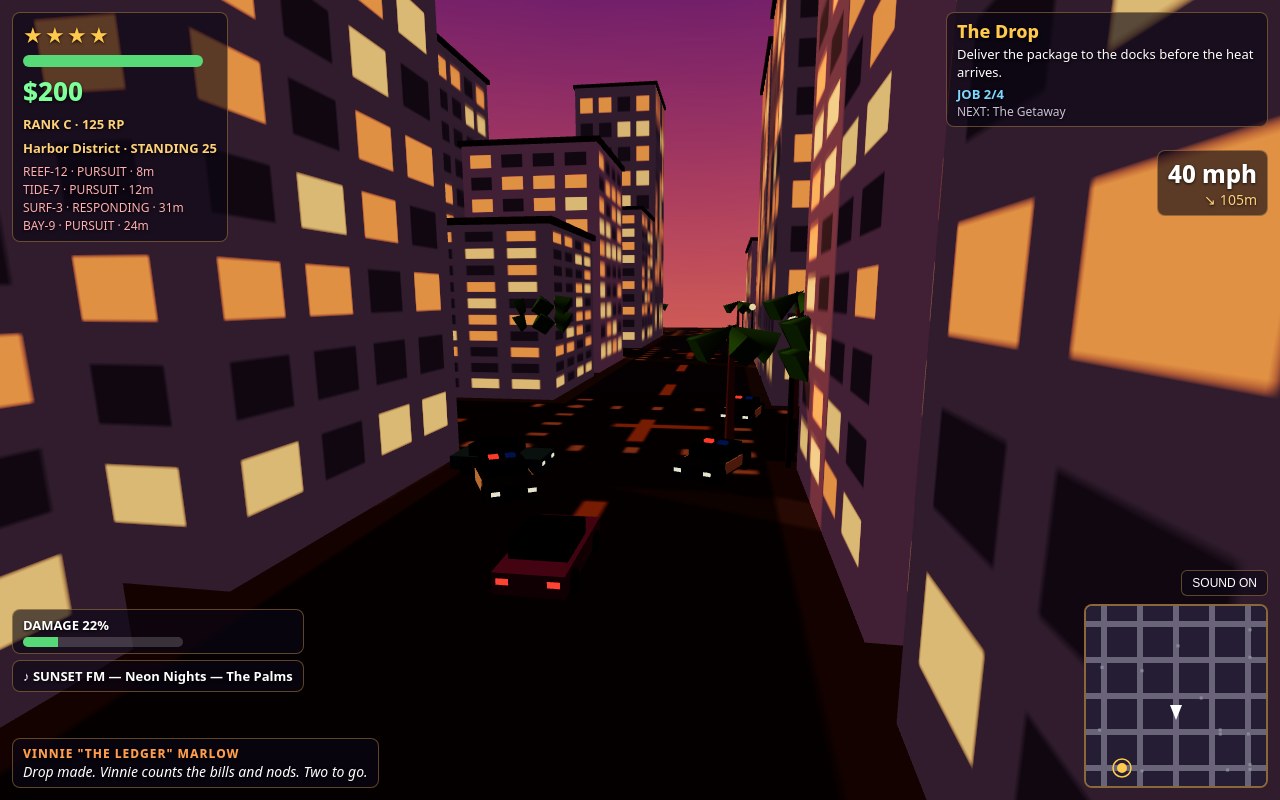 ★★★★
$200
RANK C · 125 RP
Harbor District · STANDING 25
REEF-12 · PURSUIT · 8m
TIDE-7 · PURSUIT · 12m
SURF-3 · RESPONDING · 31m
BAY-9 · PURSUIT · 24m
The Drop
Deliver the package to the docks before the heat
arrives.
JOB 2/4
NEXT: The Getaway
40 mph
↘ 105m
SOUND ON
DAMAGE 22%
♪ SUNSET FM — Neon Nights — The Palms
VINNIE "THE LEDGER" MARLOW
Drop made. Vinnie counts the bills and nods. Two to go.